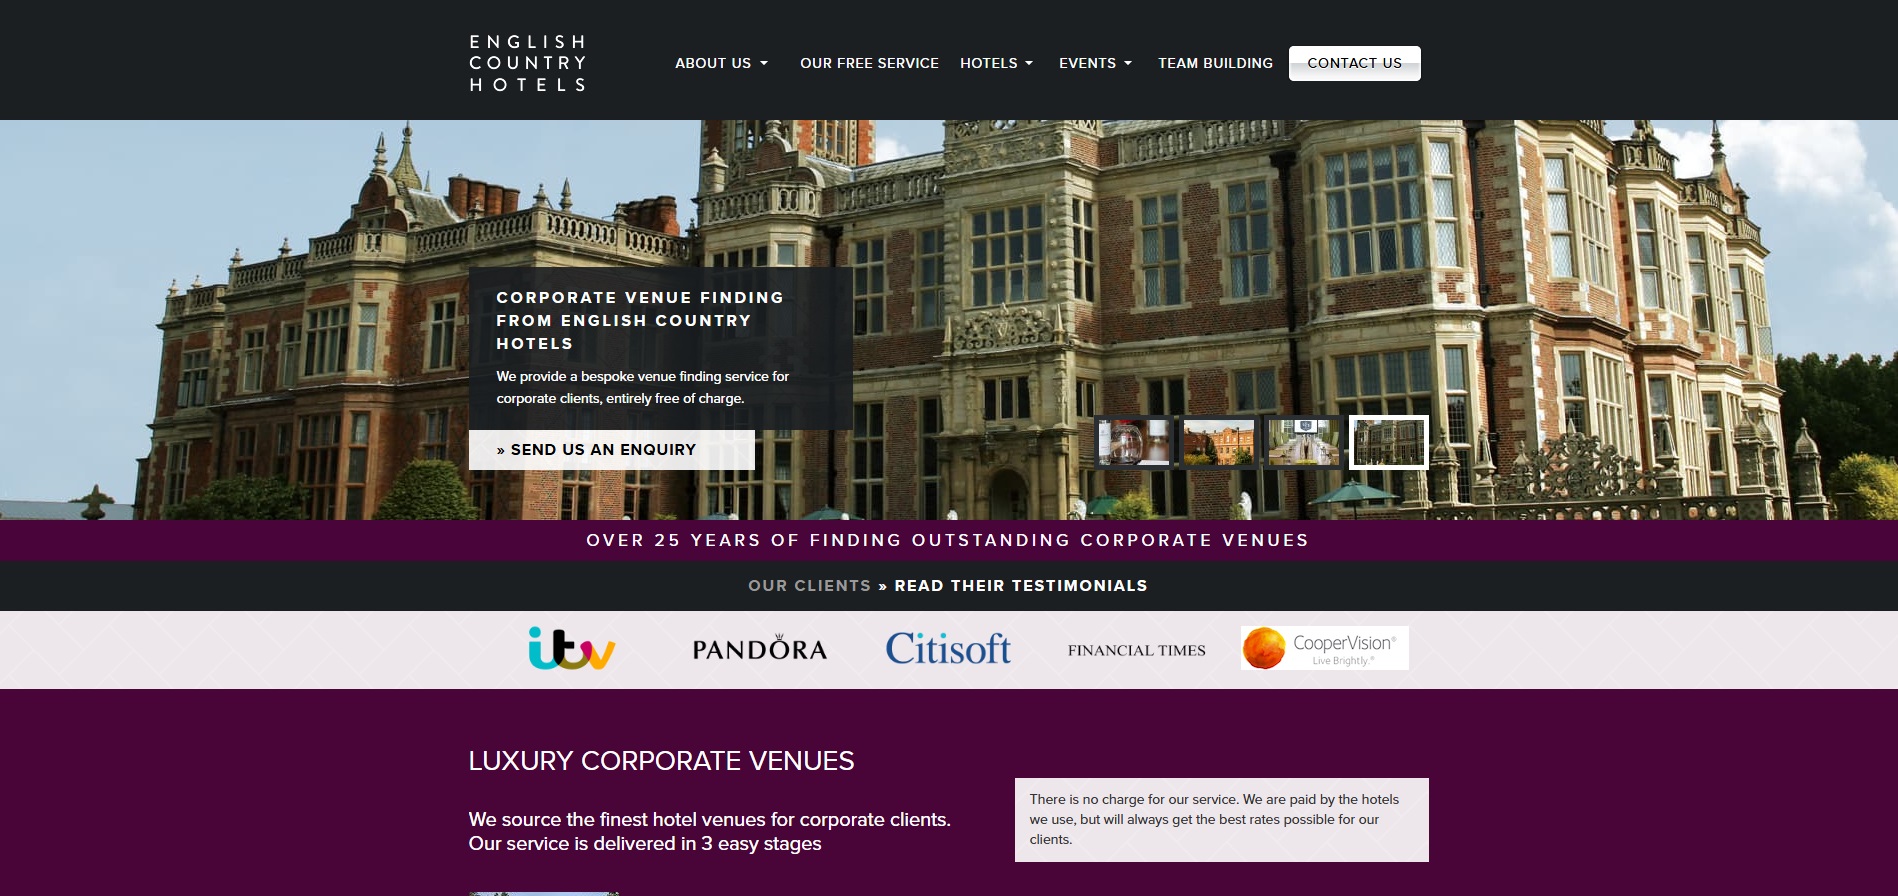 ENGLISH
COUNTRY
HOTELS
ABOUT US
OUR FREE SERVICE
HOTELS
EVENTS
TEAM BUILDING
CONTACT US
CORPORATE VENUE FINDING
FROM ENGLISH COUNTRY
HOTELS
We provide a bespoke venue finding service for
corporate clients, entirely free of charge.
» SEND US AN ENQUIRY
OVER 25 YEARS OF FINDING OUTSTANDING CORPORATE VENUES
OUR CLIENTS » READ THEIR TESTIMONIALS
itv
PANDÖRA
Citisoft
FINANCIAL TIMES
CooperVision®
Live Brightly.®
LUXURY CORPORATE VENUES
We source the finest hotel venues for corporate clients.
Our service is delivered in 3 easy stages
There is no charge for our service. We are paid by the hotels
we use, but will always get the best rates possible for our
clients.